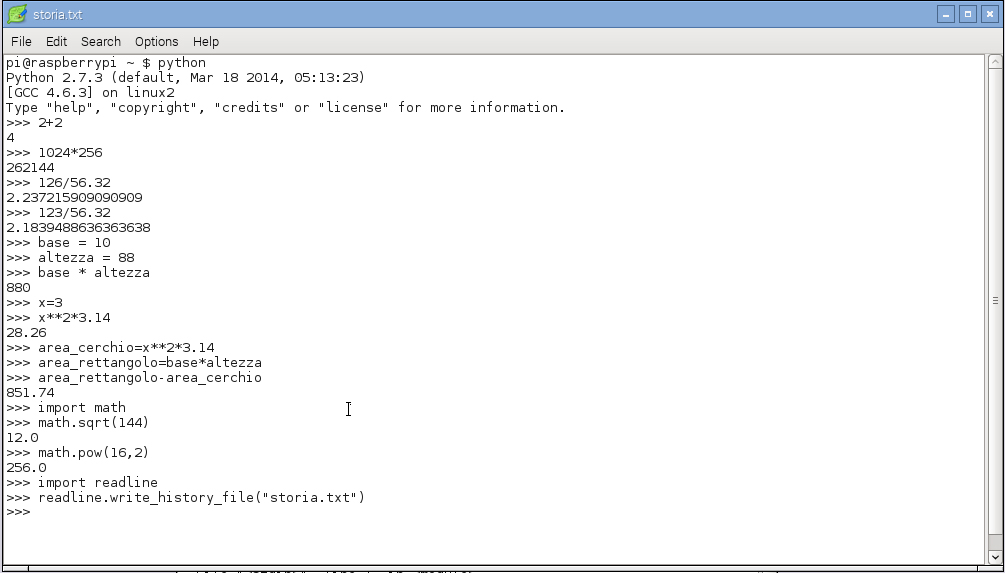 storia.txt
File Edit Search Options Help
pi@raspberrypi ~ $ python
Python 2.7.3 (default, Mar 18 2014, 05:13:23)
[GCC 4.6.3] on linux2
Type "help", "copyright", "credits" or "license" for more information.
>>> 2+2
4
>>> 1024*256
262144
>>> 126/56.32
2.237215909090909
>>> 123/56.32
2.1839488636363638
>>> base = 10
>>> altezza = 88
>>> base * altezza
880
>>> x=3
>>> x**2*3.14
28.26
>>> area_cerchio=x**2*3.14
>>> area_rettangolo=base*altezza
>>> area_rettangolo-area_cerchio
851.74
>>> import math
>>> math.sqrt(144)
12.0
>>> math.pow(16,2)
256.0
>>> import readline
>>> readline.write_history_file("storia.txt")
>>>